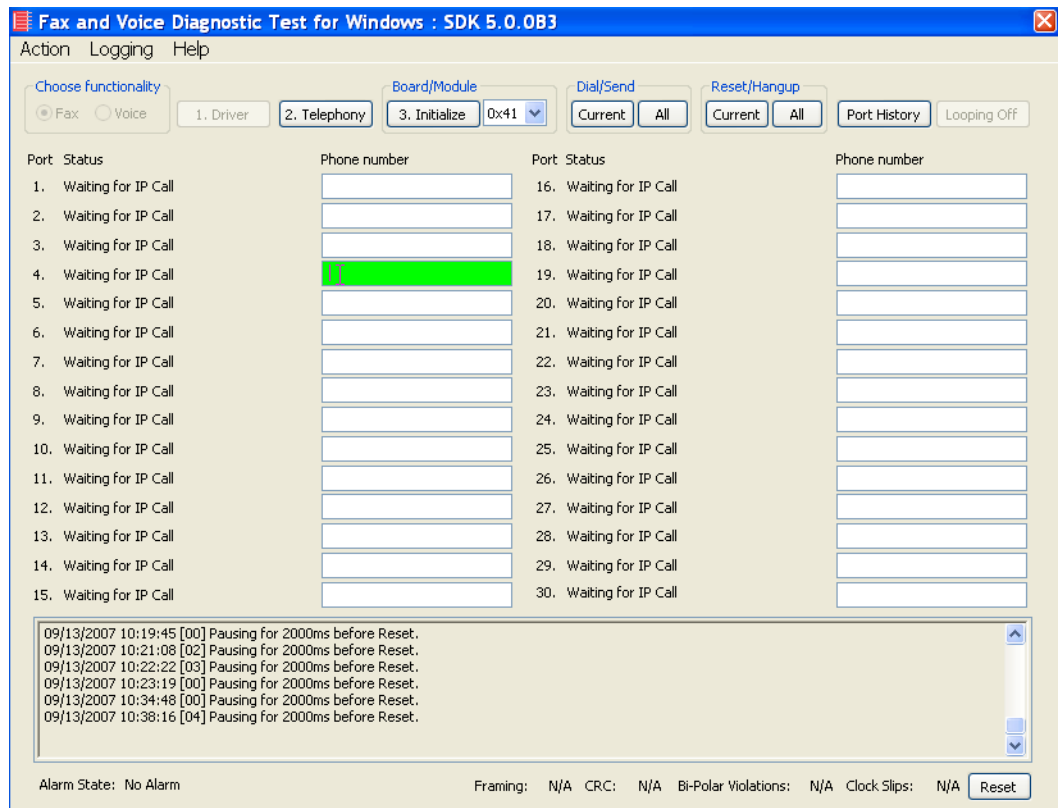 Fax and Voice Diagnostic Test for Windows : SDK 5.0.0B3
Action Logging Help
Choose functionality Board/Module Dial/Send Reset/Hangup
Fax Voice 1. Driver 2. Telephony 3. Initialize 0x41 Current All Current All Port History Looping Off
Port Status Phone number Port Status Phone number
1. Waiting for IP Call 16. Waiting for IP Call
2. Waiting for IP Call 17. Waiting for IP Call
3. Waiting for IP Call 18. Waiting for IP Call
4. Waiting for IP Call 19. Waiting for IP Call
5. Waiting for IP Call 20. Waiting for IP Call
6. Waiting for IP Call 21. Waiting for IP Call
7. Waiting for IP Call 22. Waiting for IP Call
8. Waiting for IP Call 23. Waiting for IP Call
9. Waiting for IP Call 24. Waiting for IP Call
10. Waiting for IP Call 25. Waiting for IP Call
11. Waiting for IP Call 26. Waiting for IP Call
12. Waiting for IP Call 27. Waiting for IP Call
13. Waiting for IP Call 28. Waiting for IP Call
14. Waiting for IP Call 29. Waiting for IP Call
15. Waiting for IP Call 30. Waiting for IP Call
09/13/2007 10:19:45 [00] Pausing for 2000ms before Reset.
09/13/2007 10:21:08 [02] Pausing for 2000ms before Reset.
09/13/2007 10:22:22 [03] Pausing for 2000ms before Reset.
09/13/2007 10:23:19 [00] Pausing for 2000ms before Reset.
09/13/2007 10:34:48 [00] Pausing for 2000ms before Reset.
09/13/2007 10:38:16 [04] Pausing for 2000ms before Reset.
Alarm State: No Alarm Framing: N/A CRC: N/A Bi-Polar Violations: N/A Clock Slips: N/A Reset